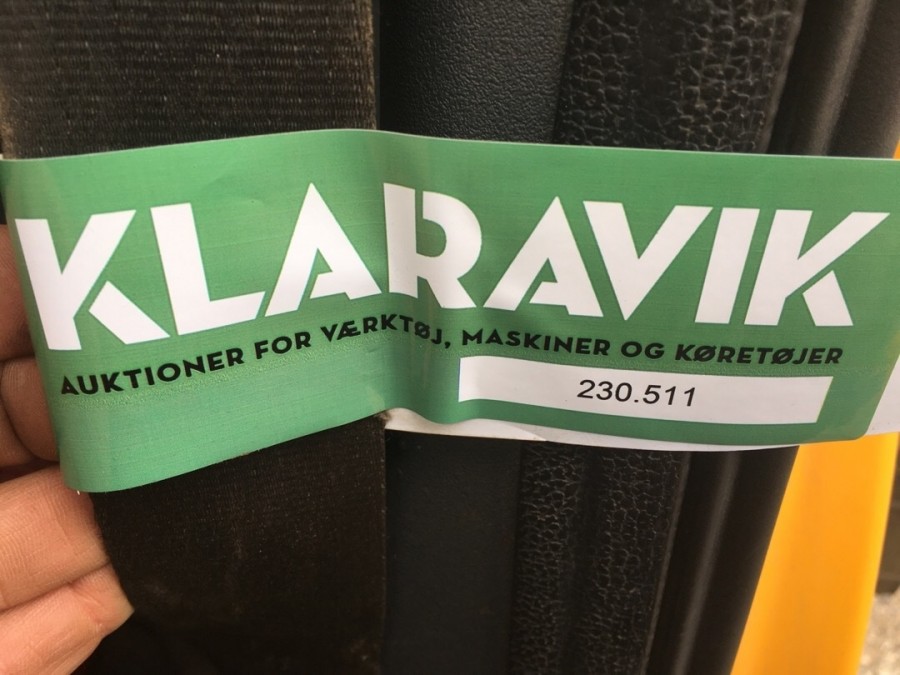 KLARAVIK
AUKTIONER FOR VÆRKTØJ, MASKINER OG KØRETØJER
230.511